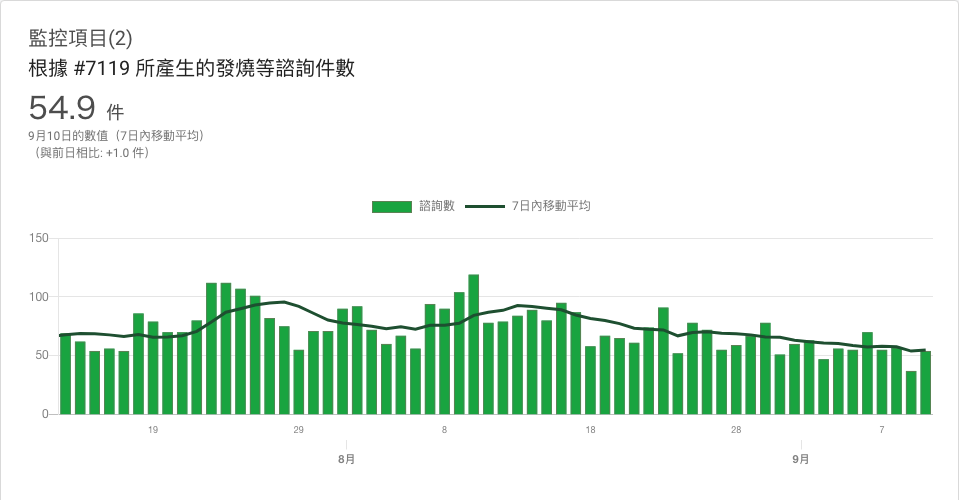 監控項目(2)
根據 #7119 所產生的發燒等諮詢件數
54.9 件
9月10日的數值（7日內移動平均）
（與前日相比: +1.0 件）
諮詢數 7日內移動平均
150
100
50
0
19 29 8 18 28 7
8月 9月